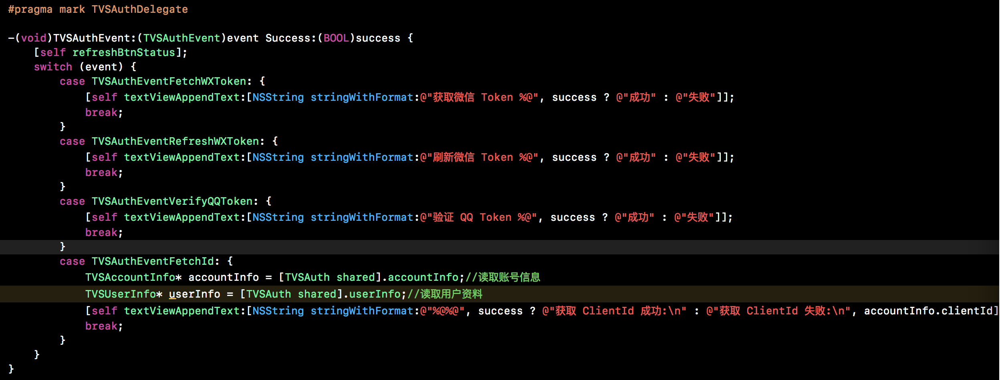 #pragma mark TVSAuthDelegate
-(void)TVSAuthEvent:(TVSAuthEvent)event Success:(BOOL)success {
    [self refreshBtnStatus];
    switch (event) {
        case TVSAuthEventFetchWXToken: {
            [self textViewAppendText:[NSString stringWithFormat:@"获取微信 Token %@", success ? @"成功" : @"失败"]];
            break;
        }
        case TVSAuthEventRefreshWXToken: {
            [self textViewAppendText:[NSString stringWithFormat:@"刷新微信 Token %@", success ? @"成功" : @"失败"]];
            break;
        }
        case TVSAuthEventVerifyQQToken: {
            [self textViewAppendText:[NSString stringWithFormat:@"验证 QQ Token %@", success ? @"成功" : @"失败"]];
            break;
        }
        case TVSAuthEventFetchId: {
            TVSAccountInfo* accountInfo = [TVSAuth shared].accountInfo;//读取账号信息
            TVSUserInfo* userInfo = [TVSAuth shared].userInfo;//读取用户资料
            [self textViewAppendText:[NSString stringWithFormat:@"%@%@", success ? @"获取 ClientId 成功:\n" : @"获取 ClientId 失败:\n", accountInfo.clientId]
            break;
        }
    }
}